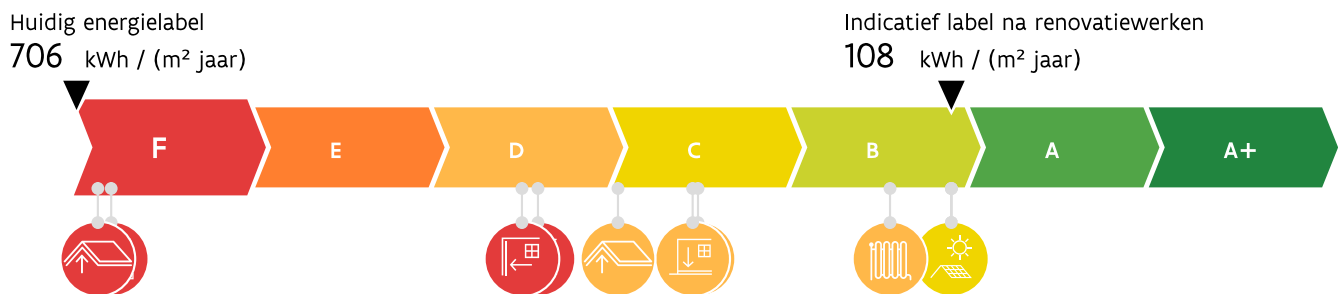 Huidig energielabel
706 kWh / (m² jaar)
Indicatief label na renovatiewerken
108 kWh / (m² jaar)
F E D C B A A+